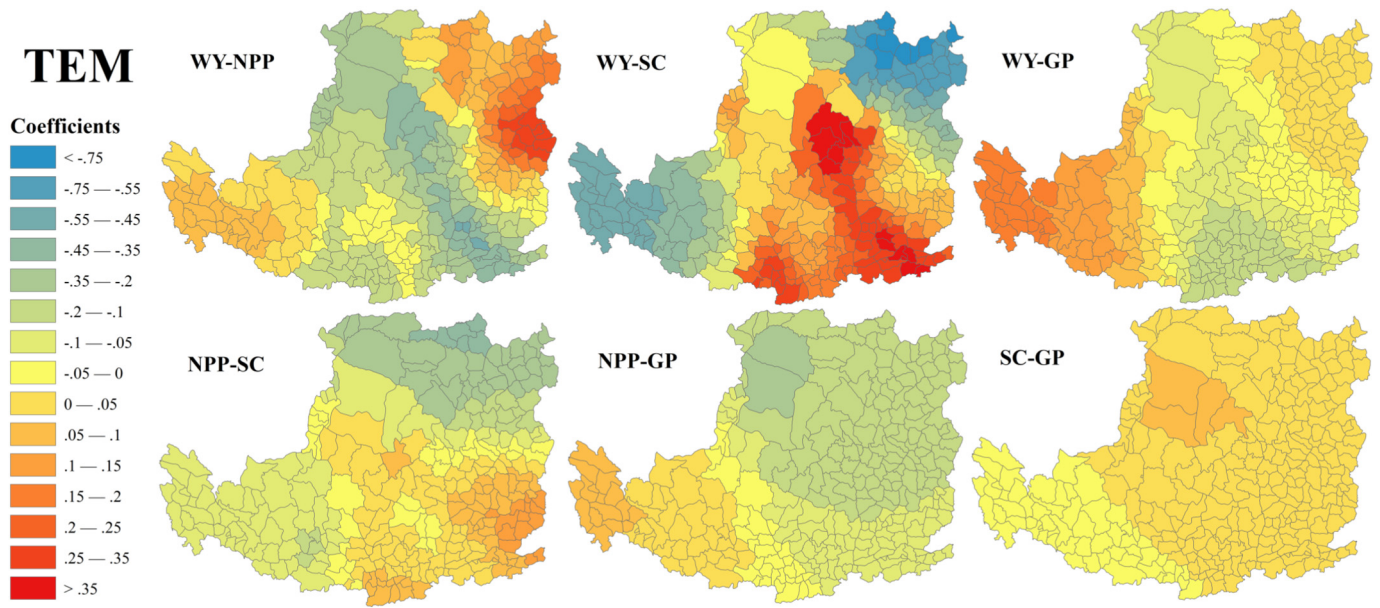 TEM
Coefficients
< -.75
-.75 — -.55
-.55 — -.45
-.45 — -.35
-.35 — -.2
-.2 — -.1
-.1 — -.05
-.05 — 0
0 — .05
.05 — .1
.1 — .15
.15 — .2
.2 — .25
.25 — .35
> .35
WY-NPP
WY-SC
WY-GP
NPP-SC
NPP-GP
SC-GP